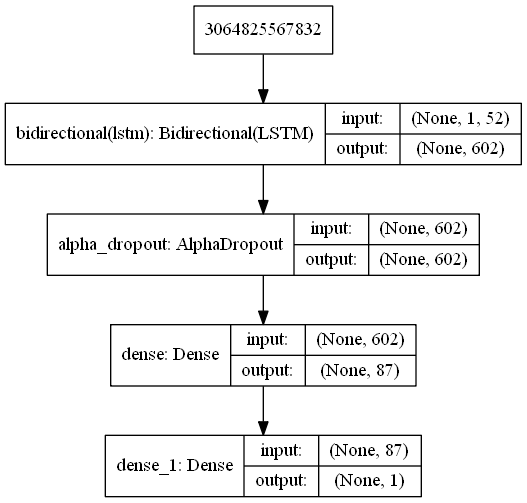 3064825567832
bidirectional(lstm): Bidirectional(LSTM)
input: (None, 1, 52)
output: (None, 602)
alpha_dropout: AlphaDropout
input: (None, 602)
output: (None, 602)
dense: Dense
input: (None, 602)
output: (None, 87)
dense_1: Dense
input: (None, 87)
output: (None, 1)